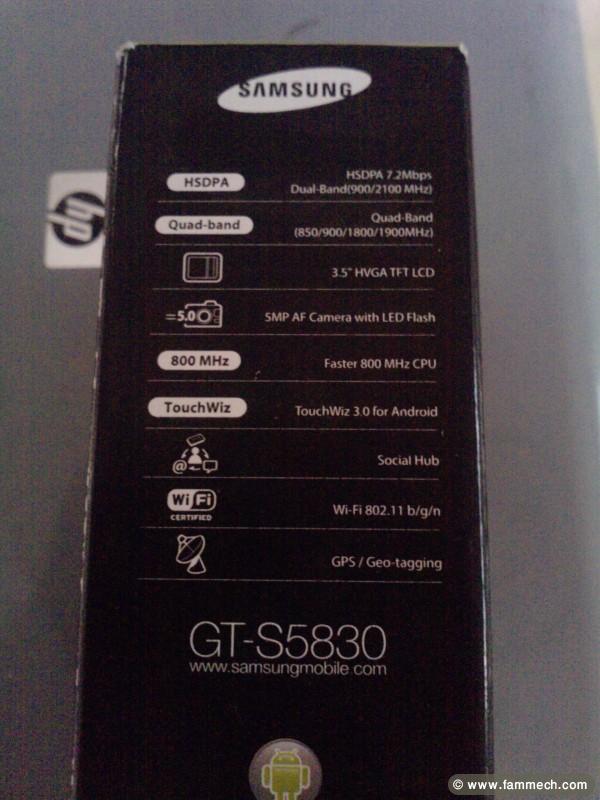 SAMSUNG
HSDPA
HSDPA 7.2Mbps
Dual-Band(900/2100 MHz)
hp
Quad-band
Quad-Band
(850/900/1800/1900MHz)
3.5" HVGA TFT LCD
=5.0
5MP AF Camera with LED Flash
800 MHz
Faster 800 MHz CPU
TouchWiz
TouchWiz 3.0 for Android
@
Social Hub
Wi Fi
CERTIFIED
Wi-Fi 802.11 b/g/n
GPS / Geo-tagging
GT-S5830
www.samsungmobile.com
© www.fammech.com